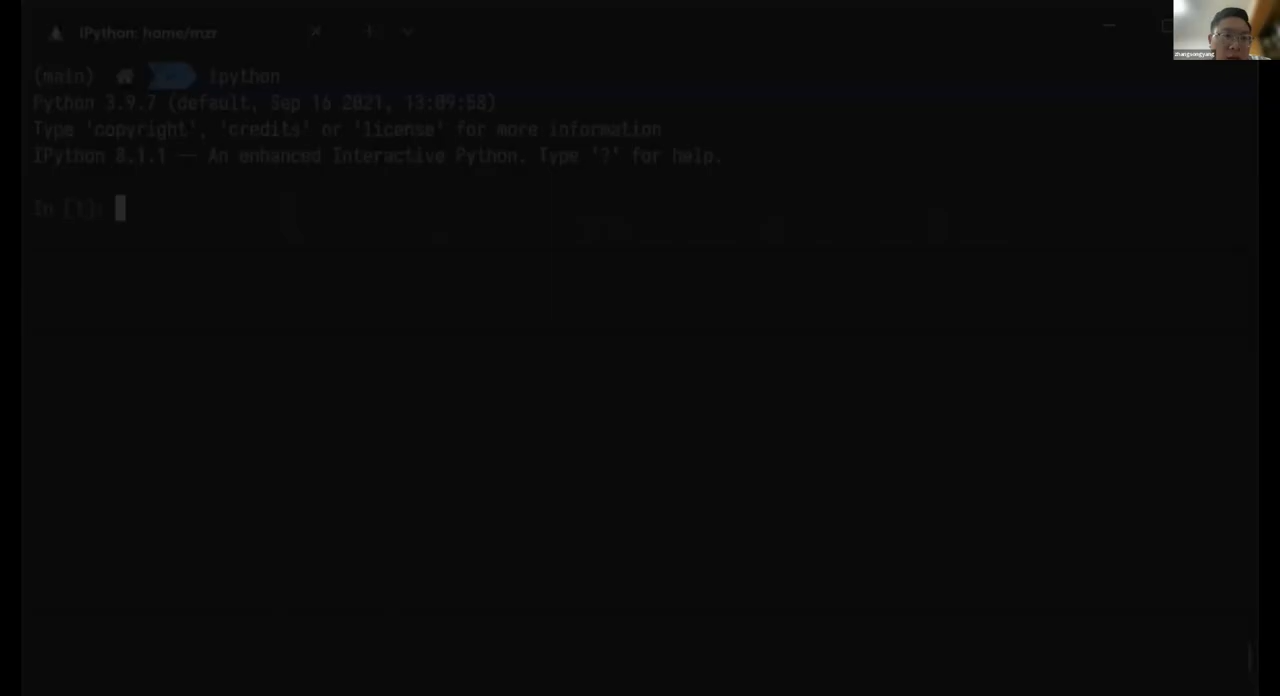 IPython: home/mzr
(main) ipython
Python 3.9.7 (default, Sep 16 2021, 13:09:58)
Type 'copyright', 'credits' or 'license' for more information
IPython 8.1.1 -- An enhanced Interactive Python. Type '?' for help.
In [1]:
zhangsongyang